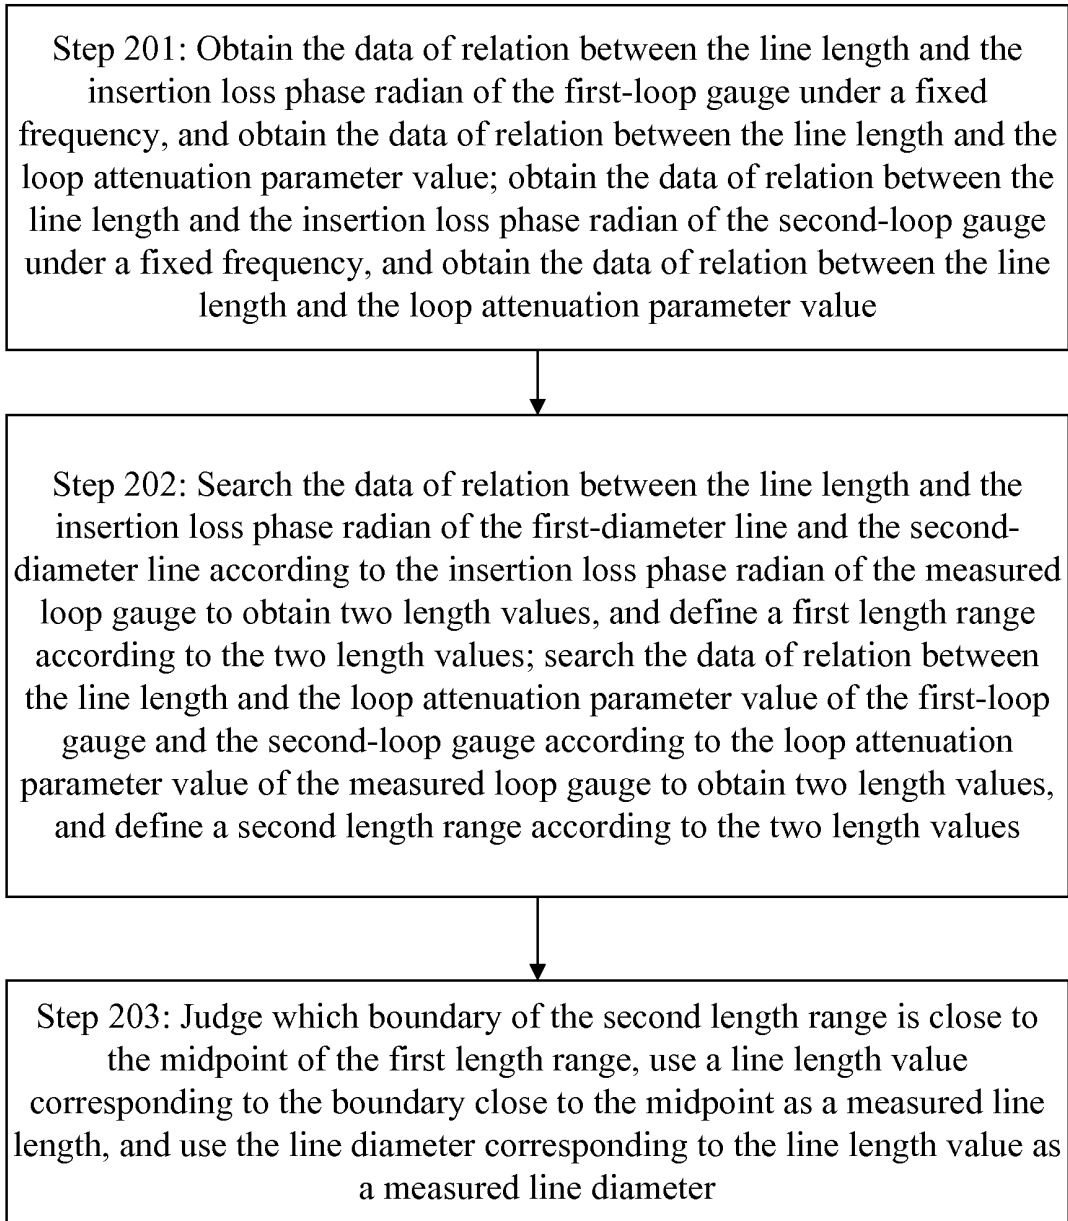 Step 201: Obtain the data of relation between the line length and the
insertion loss phase radian of the first-loop gauge under a fixed
frequency, and obtain the data of relation between the line length and the
loop attenuation parameter value; obtain the data of relation between the
line length and the insertion loss phase radian of the second-loop gauge
under a fixed frequency, and obtain the data of relation between the line
length and the loop attenuation parameter value
Step 202: Search the data of relation between the line length and the
insertion loss phase radian of the first-diameter line and the second-
diameter line according to the insertion loss phase radian of the measured
loop gauge to obtain two length values, and define a first length range
according to the two length values; search the data of relation between
the line length and the loop attenuation parameter value of the first-loop
gauge and the second-loop gauge according to the loop attenuation
parameter value of the measured loop gauge to obtain two length values,
and define a second length range according to the two length values
Step 203: Judge which boundary of the second length range is close to
the midpoint of the first length range, use a line length value
corresponding to the boundary close to the midpoint as a measured line
length, and use the line diameter corresponding to the line length value as
a measured line diameter